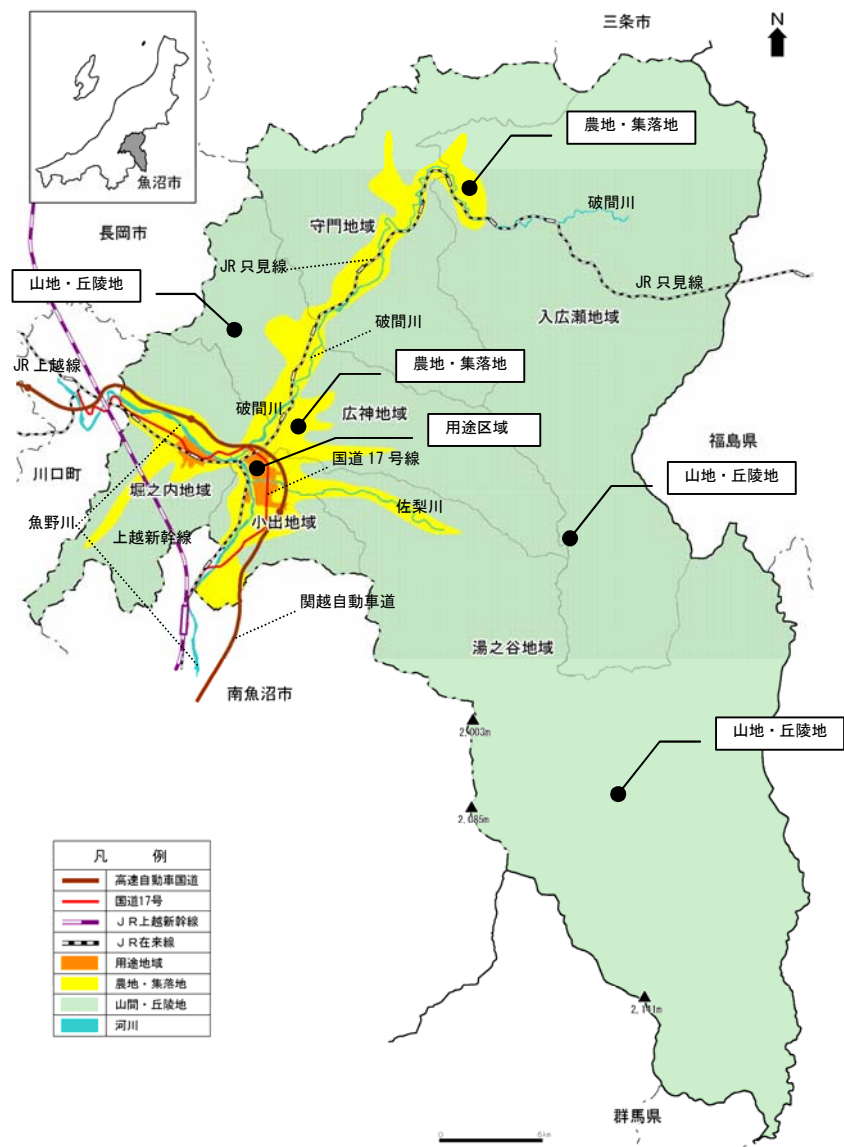 三条市
N
農地・集落地
魚沼市
破間川
長岡市
守門地域
JR 只見線
山地・丘陵地
JR 只見線
入広瀬地域
破間川
JR 上越線
農地・集落地
破間川
広神地域
用途区域
福島県
川口町
国道 17 号線
山地・丘陵地
堀之内地域
佐梨川
魚野川
小出地域
上越新幹線
関越自動車道
湯之谷地域
南魚沼市
山地・丘陵地
2,003m
2,085m
凡 例
高速自動車国道
国道17号
JR上越新幹線
JR在来線
用途地域
農地・集落地
山間・丘陵地
河川
2,141m
群馬県
0 6km